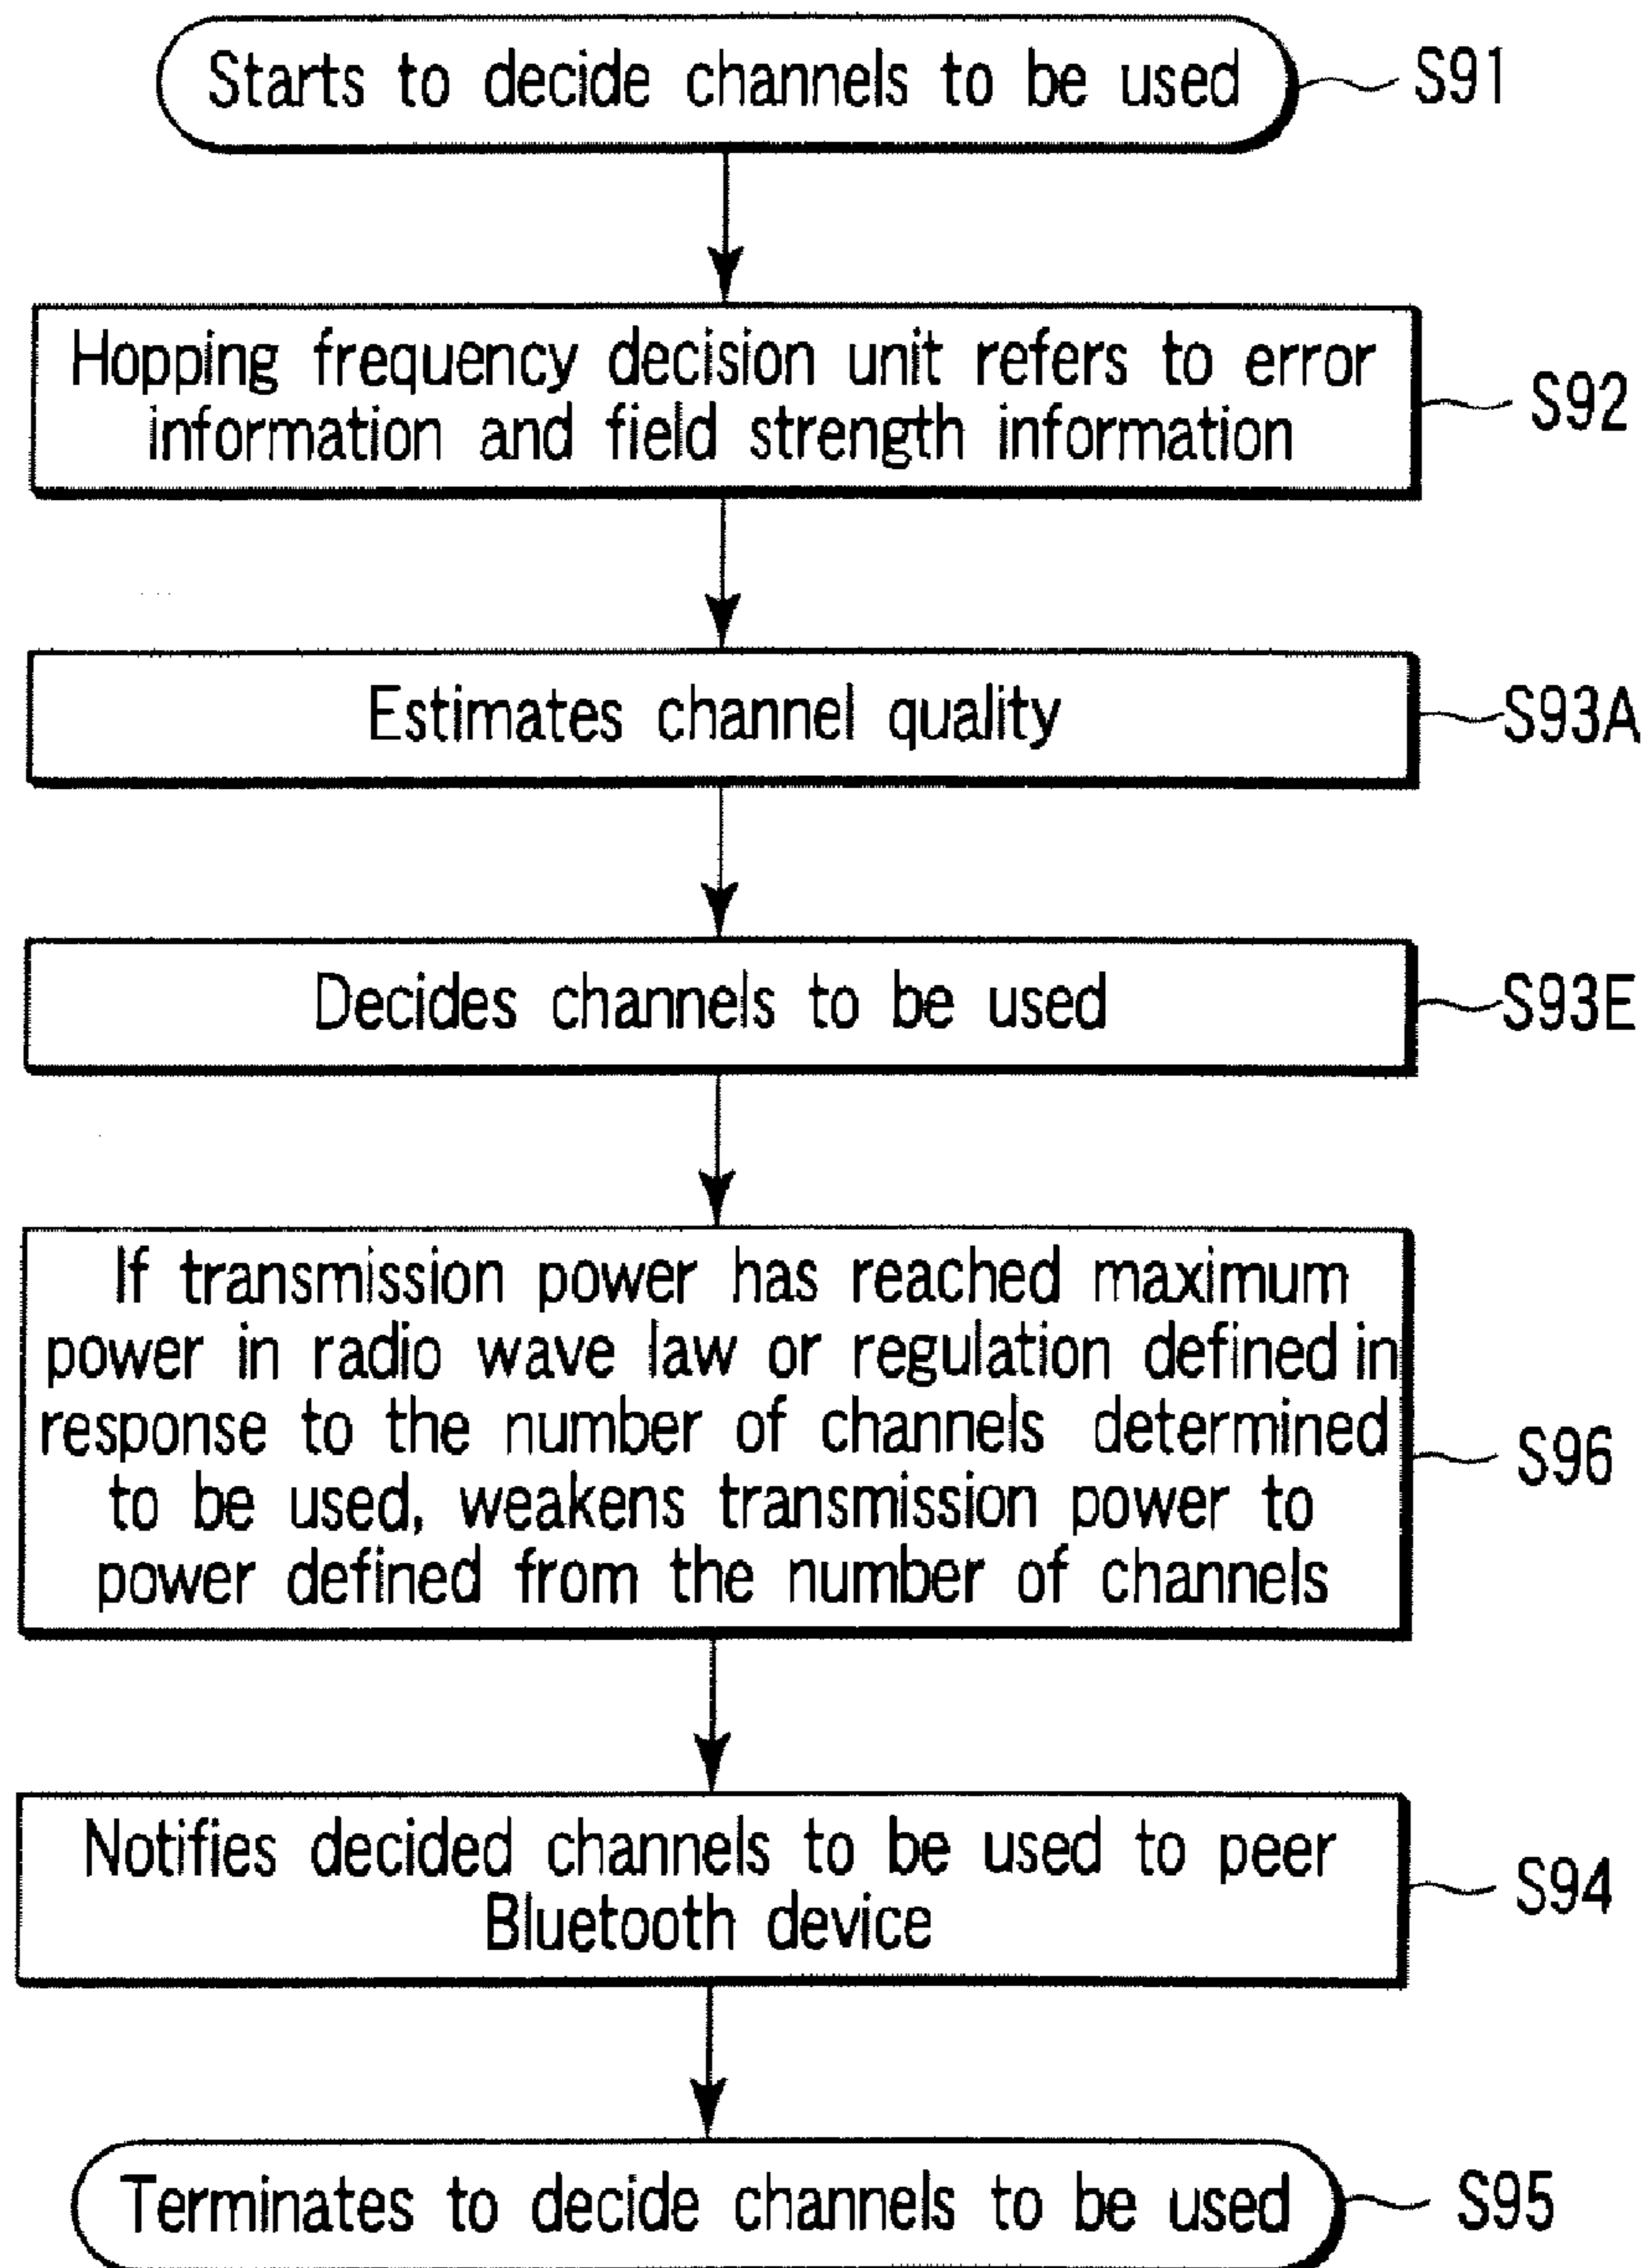 Starts to decide channels to be used
S91
Hopping frequency decision unit refers to error
information and field strength information
S92
Estimates channel quality
S93A
Decides channels to be used
S93E
If transmission power has reached maximum
power in radio wave law or regulation defined in
response to the number of channels determined
to be used, weakens transmission power to
power defined from the number of channels
S96
Notifies decided channels to be used to peer
Bluetooth device
S94
Terminates to decide channels to be used
S95